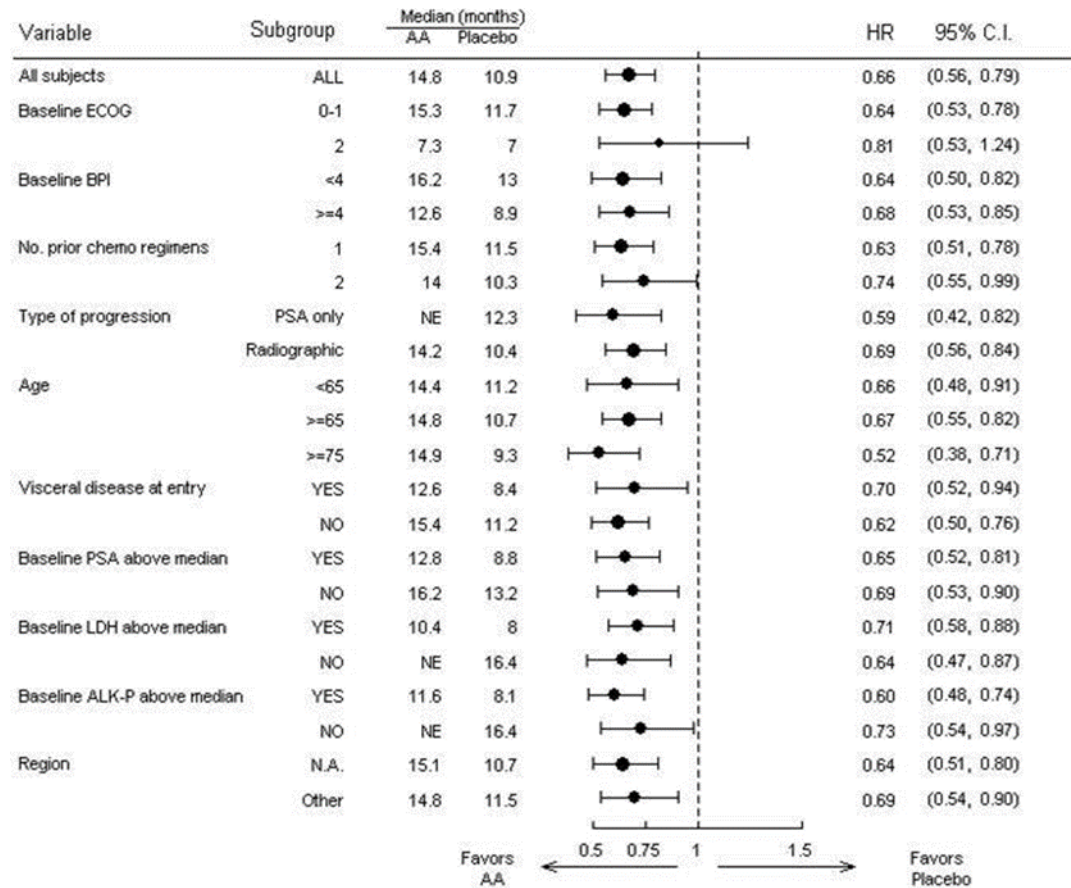 Variable Subgroup Median (months) HR 95% C.I.
AA Placebo
All subjects ALL 14.8 10.9 0.66 (0.56, 0.79)
Baseline ECOG 0-1 15.3 11.7 0.64 (0.53, 0.78)
2 7.3 7 0.81 (0.53, 1.24)
Baseline BPI <4 16.2 13 0.64 (0.50, 0.82)
>=4 12.6 8.9 0.68 (0.53, 0.85)
No. prior chemo regimens 1 15.4 11.5 0.63 (0.51, 0.78)
2 14 10.3 0.74 (0.55, 0.99)
Type of progression PSA only NE 12.3 0.59 (0.42, 0.82)
Radiographic 14.2 10.4 0.69 (0.56, 0.84)
Age <65 14.4 11.2 0.66 (0.48, 0.91)
>=65 14.8 10.7 0.67 (0.55, 0.82)
>=75 14.9 9.3 0.52 (0.38, 0.71)
Visceral disease at entry YES 12.6 8.4 0.70 (0.52, 0.94)
NO 15.4 11.2 0.62 (0.50, 0.76)
Baseline PSA above median YES 12.8 8.8 0.65 (0.52, 0.81)
NO 16.2 13.2 0.69 (0.53, 0.90)
Baseline LDH above median YES 10.4 8 0.71 (0.58, 0.88)
NO NE 16.4 0.64 (0.47, 0.87)
Baseline ALK-P above median YES 11.6 8.1 0.60 (0.48, 0.74)
NO NE 16.4 0.73 (0.54, 0.97)
Region N.A. 15.1 10.7 0.64 (0.51, 0.80)
Other 14.8 11.5 0.69 (0.54, 0.90)
0.5 0.75 1 1.5
Favors Favors
AA Placebo